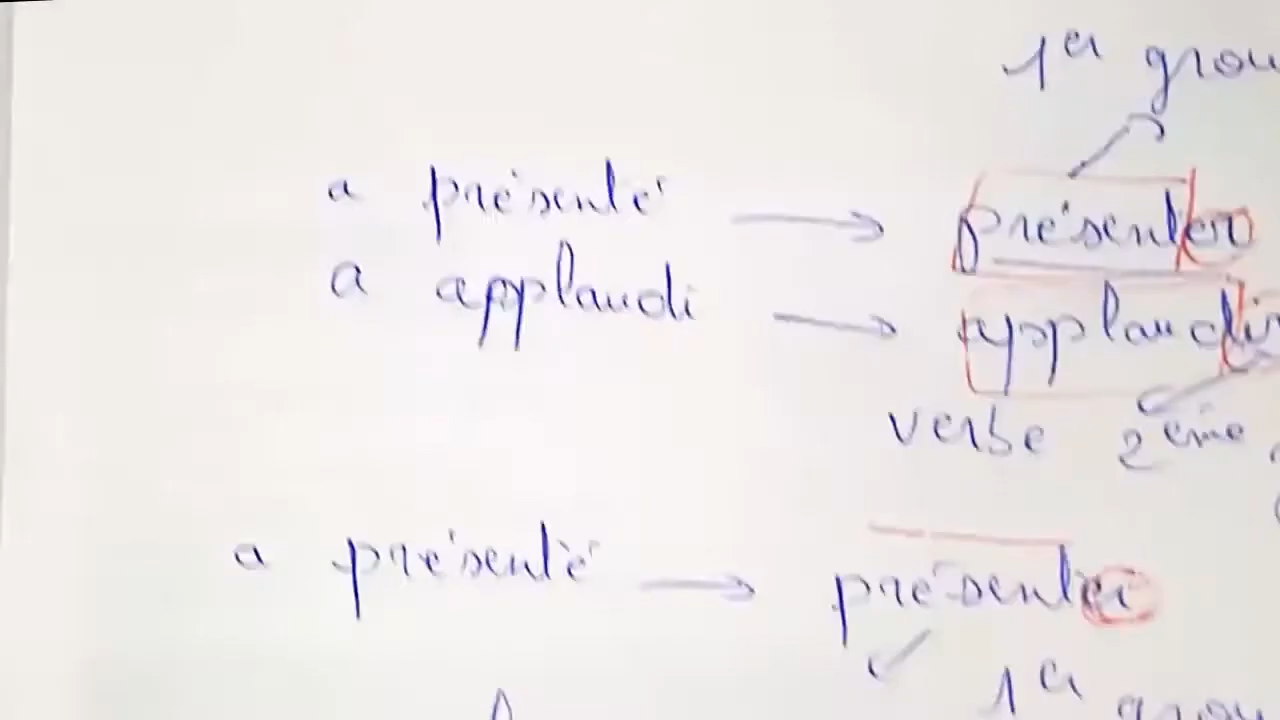 1er grou
a présenté → présenter
a applaudi → applaudir
verbe 2ème
a présenté → présenter
1er grou